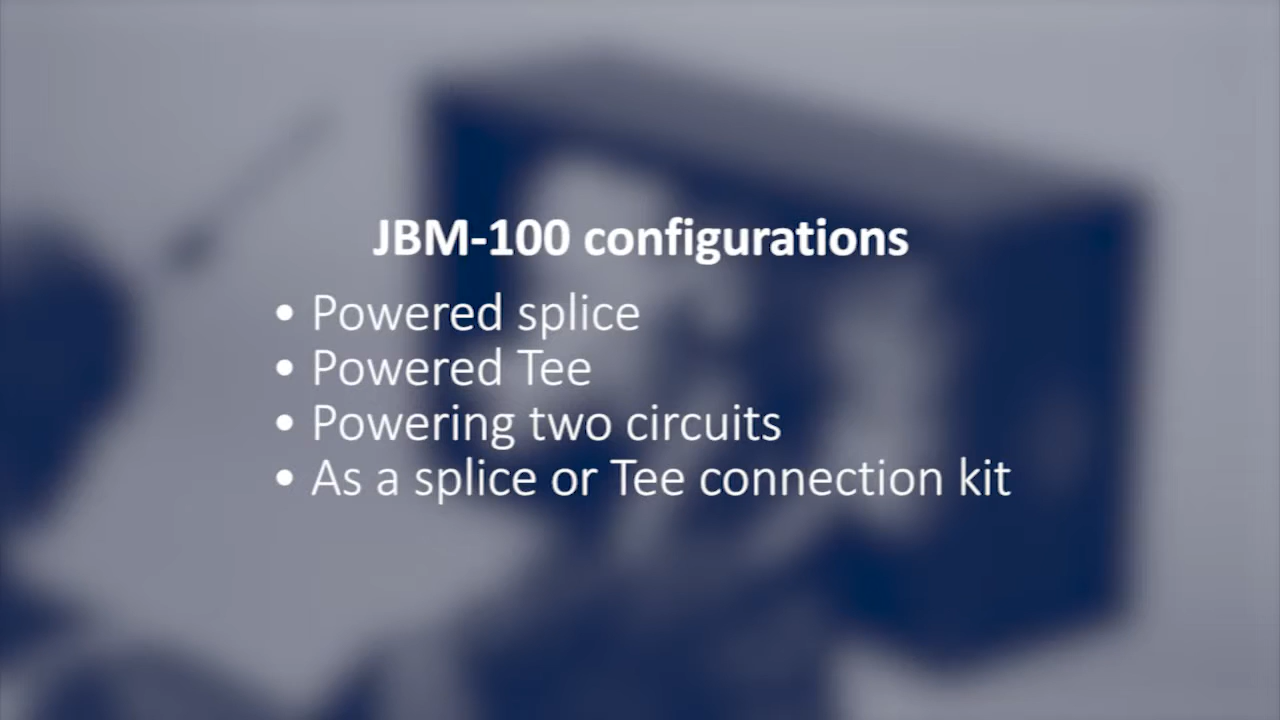 JBM-100 configurations
• Powered splice
• Powered Tee
• Powering two circuits
• As a splice or Tee connection kit